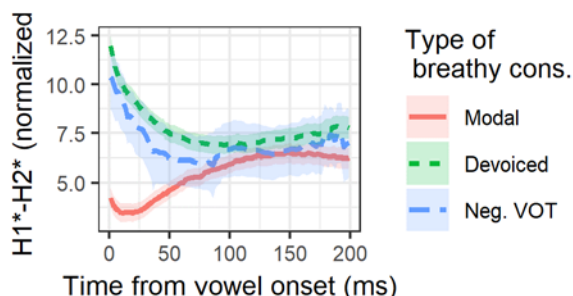 H1*-H2* (normalized)
12.5
10.0
7.5
5.0
0
50
100
150
200
Time from vowel onset (ms)
Type of
breathy cons.
Modal
Devoiced
Neg. VOT